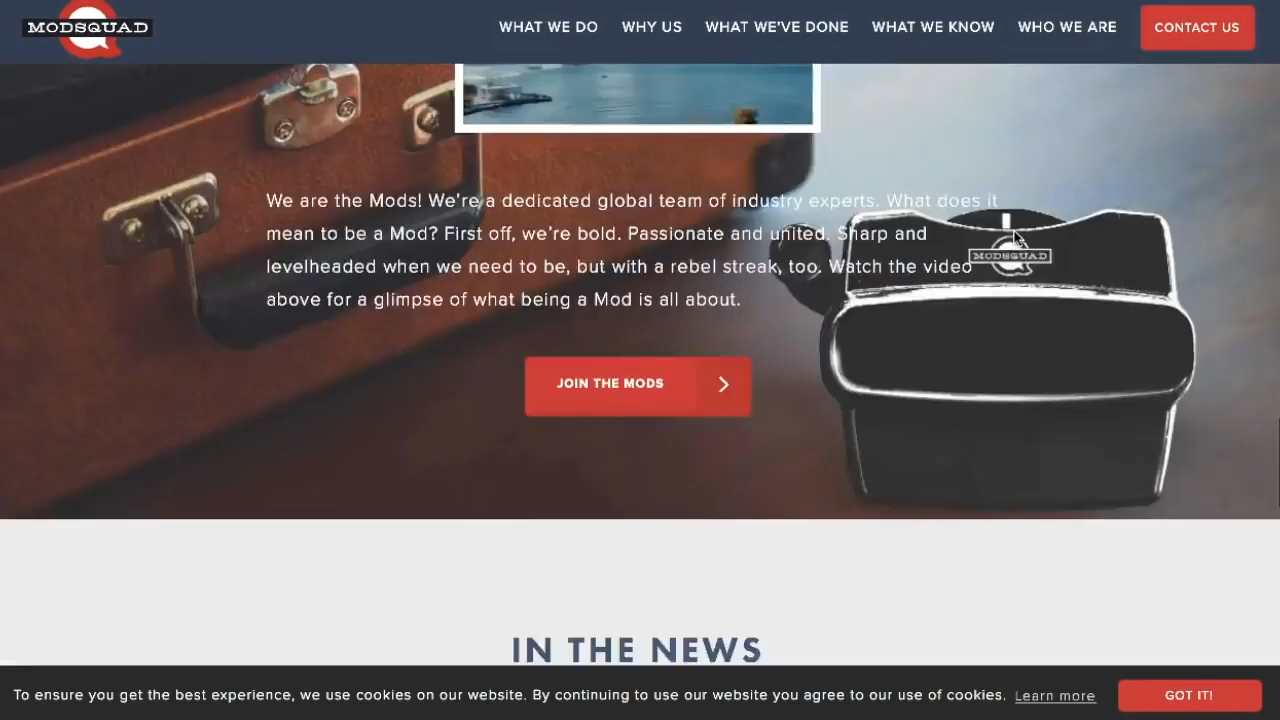 MODSQUAD
WHAT WE DO WHY US WHAT WE'VE DONE WHAT WE KNOW WHO WE ARE CONTACT US
We are the Mods! We're a dedicated global team of industry experts. What does it
mean to be a Mod? First off, we're bold. Passionate and united. Sharp and
levelheaded when we need to be, but with a rebel streak, too. Watch the video
above for a glimpse of what being a Mod is all about.
MODSQUAD
JOIN THE MODS
IN THE NEWS
To ensure you get the best experience, we use cookies on our website. By continuing to use our website you agree to our use of cookies. Learn more GOT IT!